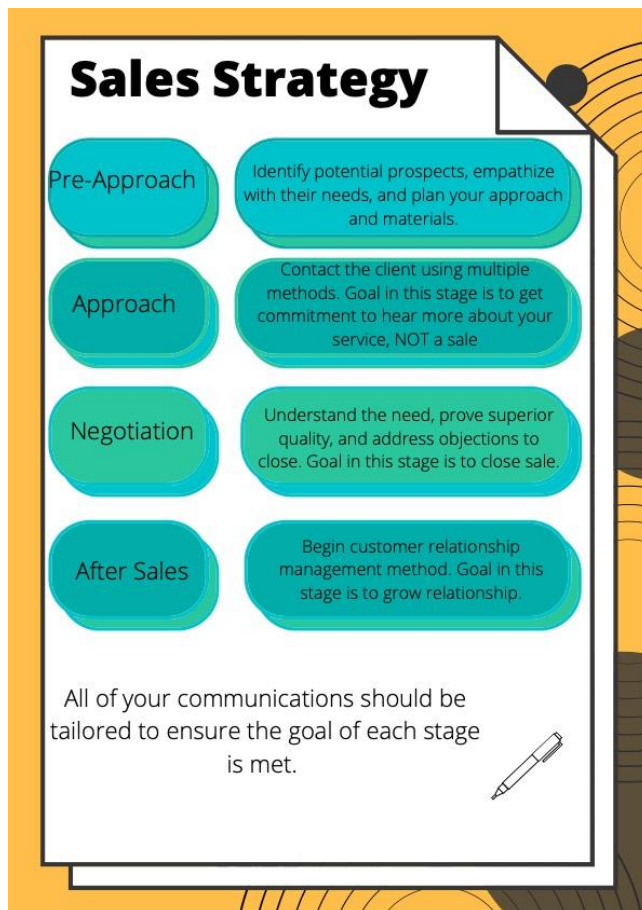 Sales Strategy
Pre-Approach
Identify potential prospects, empathize
with their needs, and plan your approach
and materials.
Approach
Contact the client using multiple
methods. Goal in this stage is to get
commitment to hear more about your
service, NOT a sale
Negotiation
Understand the need, prove superior
quality, and address objections to
close. Goal in this stage is to close sale.
After Sales
Begin customer relationship
management method. Goal in this
stage is to grow relationship.
All of your communications should be
tailored to ensure the goal of each stage
is met.